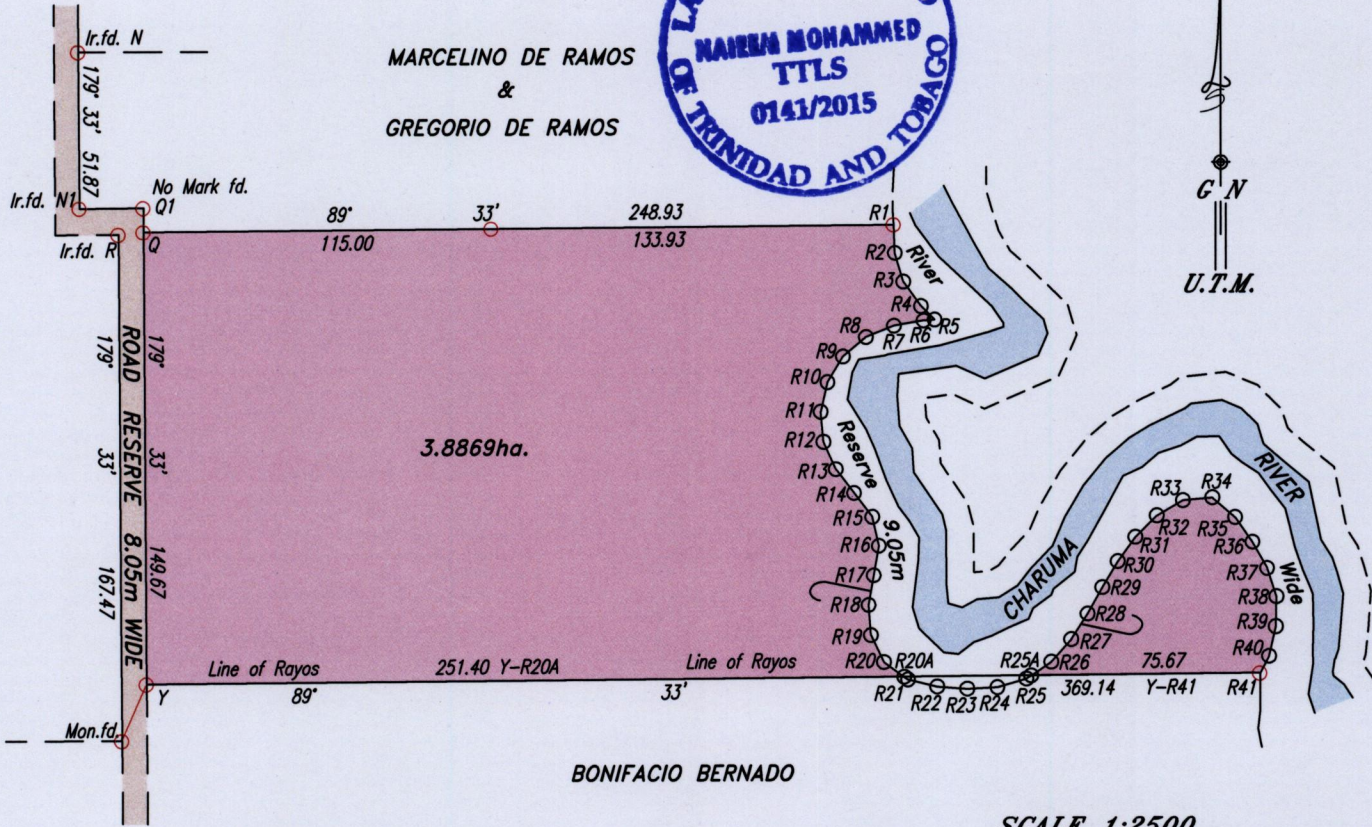 Ir.fd. N
179° 33'
51.87
Ir.fd. N1
No Mark fd.
Q1
Ir.fd. R
Q
MARCELINO DE RAMOS
&
GREGORIO DE RAMOS
NAIEEM MOHAMMED
TTLS
0141/2015
OF TRINIDAD AND TOBAGO
G N
U.T.M.
89° 33' 248.93
115.00 133.93
R1
R2
R3
R4
R5
R6
R7
R8
R9
R10
R11
R12
R13
R14
R15
R16
R17
R18
R19
R20
R20A
R21
R22
R23
R24
R25
R25A
R26
R27
R28
R29
R30
R31
R32
R33
R34
R35
R36
R37
R38
R39
R40
R41
River
Reserve
9.05m
Wide
CHARUMA
RIVER
3.8869ha.
ROAD RESERVE 8.05m WIDE
179° 33' 167.47
179° 33' 149.67
Line of Rayos 251.40 Y-R20A Line of Rayos
89° 33'
75.67
369.14 Y-R41
Y
Mon.fd.
BONIFACIO BERNADO
SCALE 1:2500